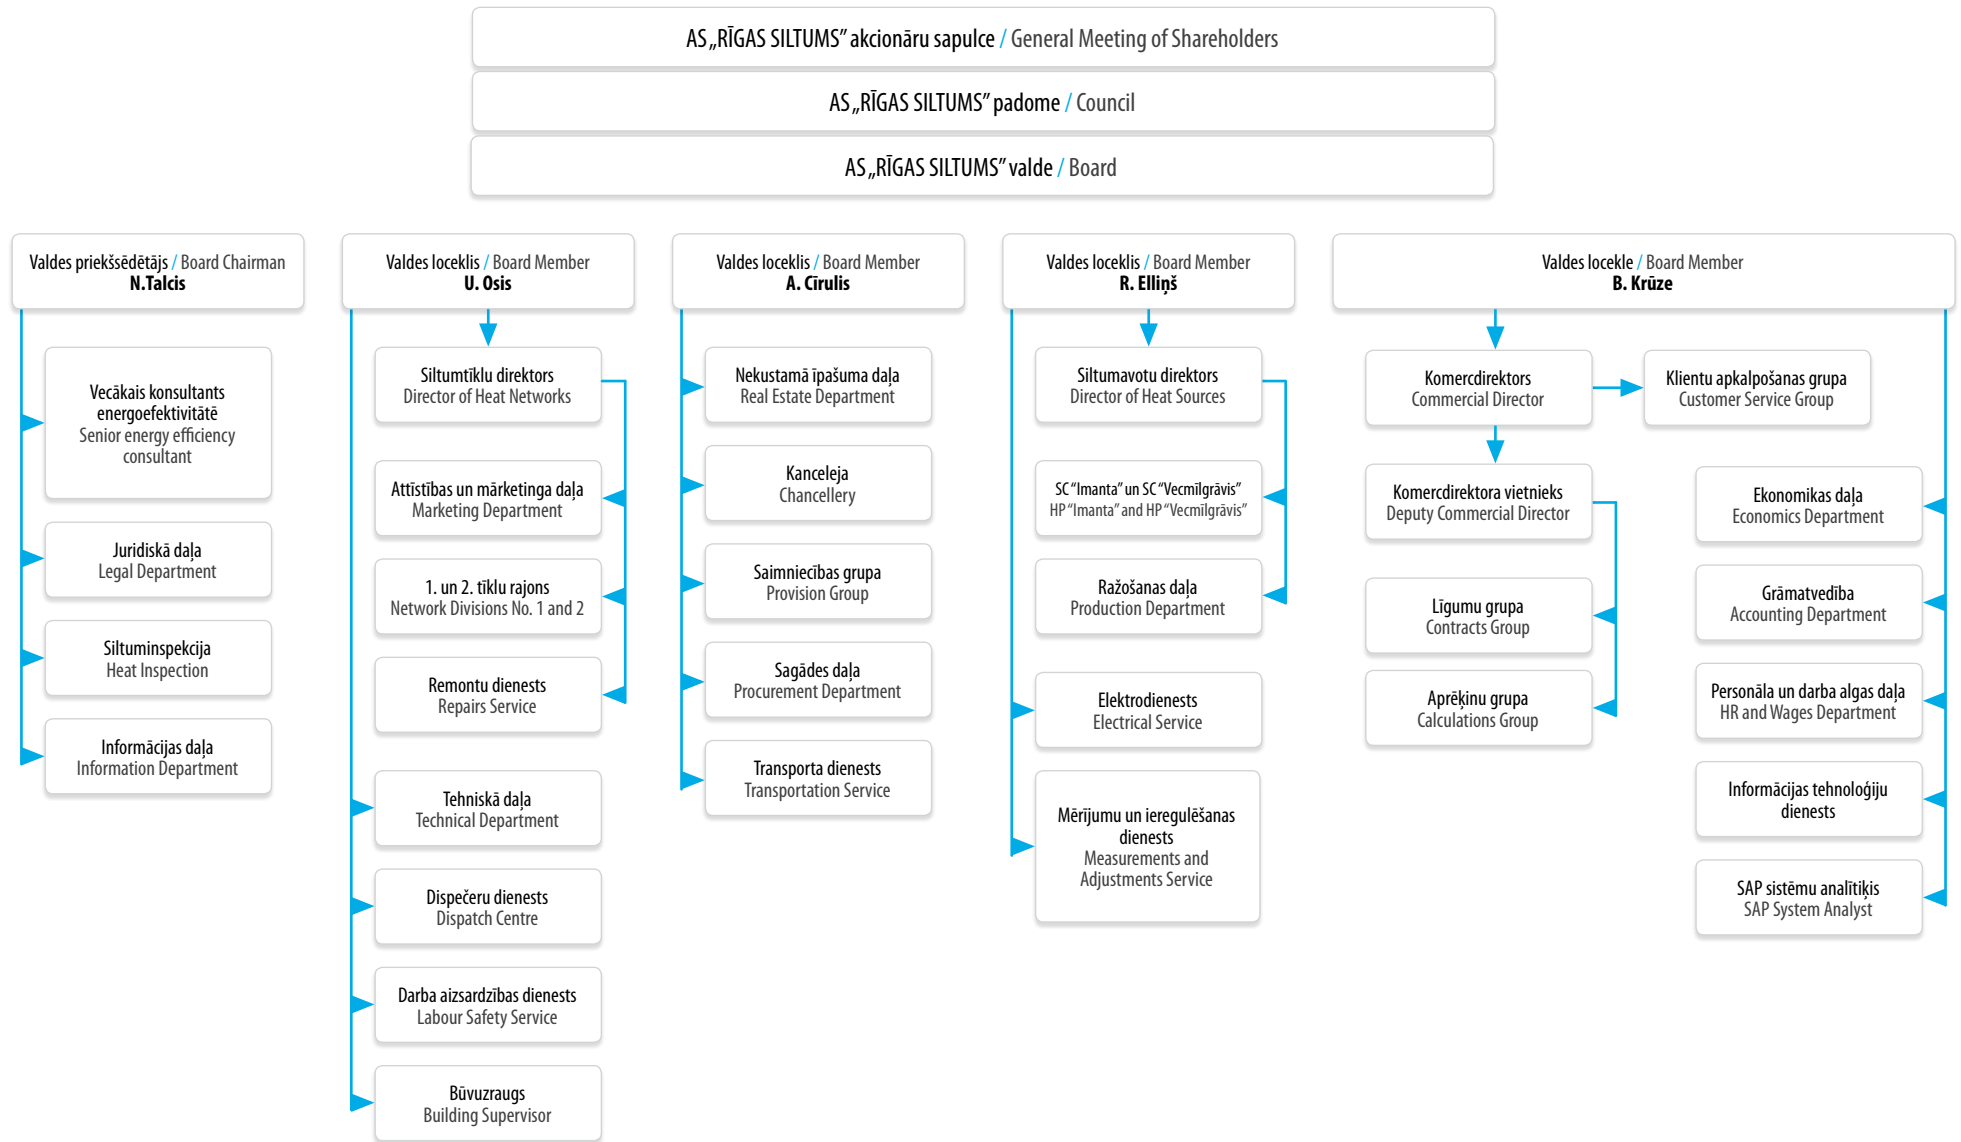 AS „RĪGAS SILTUMS” akcionāru sapulce / General Meeting of Shareholders
AS „RĪGAS SILTUMS” padome / Council
AS „RĪGAS SILTUMS” valde / Board
Valdes priekšsēdētājs / Board Chairman
N.Talcis
Vecākais konsultants
energoefektivitātē
Senior energy efficiency
consultant
Juridiskā daļa
Legal Department
Siltuminspekcija
Heat Inspection
Informācijas daļa
Information Department
Valdes loceklis / Board Member
U. Osis
Siltumtīklu direktors
Director of Heat Networks
Attīstības un mārketinga daļa
Marketing Department
1. un 2. tīklu rajons
Network Divisions No. 1 and 2
Remontu dienests
Repairs Service
Tehniskā daļa
Technical Department
Dispečeru dienests
Dispatch Centre
Darba aizsardzības dienests
Labour Safety Service
Būvuzraugs
Building Supervisor
Valdes loceklis / Board Member
A. Cīrulis
Nekustamā īpašuma daļa
Real Estate Department
Kanceleja
Chancellery
Saimniecības grupa
Provision Group
Sagādes daļa
Procurement Department
Transporta dienests
Transportation Service
Valdes loceklis / Board Member
R. Elliņš
Siltumavotu direktors
Director of Heat Sources
SC “Imanta” un SC “Vecmīlgrāvis”
HP “Imanta” and HP “Vecmīlgrāvis”
Ražošanas daļa
Production Department
Elektrodienests
Electrical Service
Mērījumu un ieregulēšanas
dienests
Measurements and
Adjustments Service
Valdes locekle / Board Member
B. Krūze
Komercdirektors
Commercial Director
Klientu apkalpošanas grupa
Customer Service Group
Komercdirektora vietnieks
Deputy Commercial Director
Līgumu grupa
Contracts Group
Aprēķinu grupa
Calculations Group
Ekonomikas daļa
Economics Department
Grāmatvedība
Accounting Department
Personāla un darba algas daļa
HR and Wages Department
Informācijas tehnoloģiju
dienests
SAP sistēmu analītiķis
SAP System Analyst